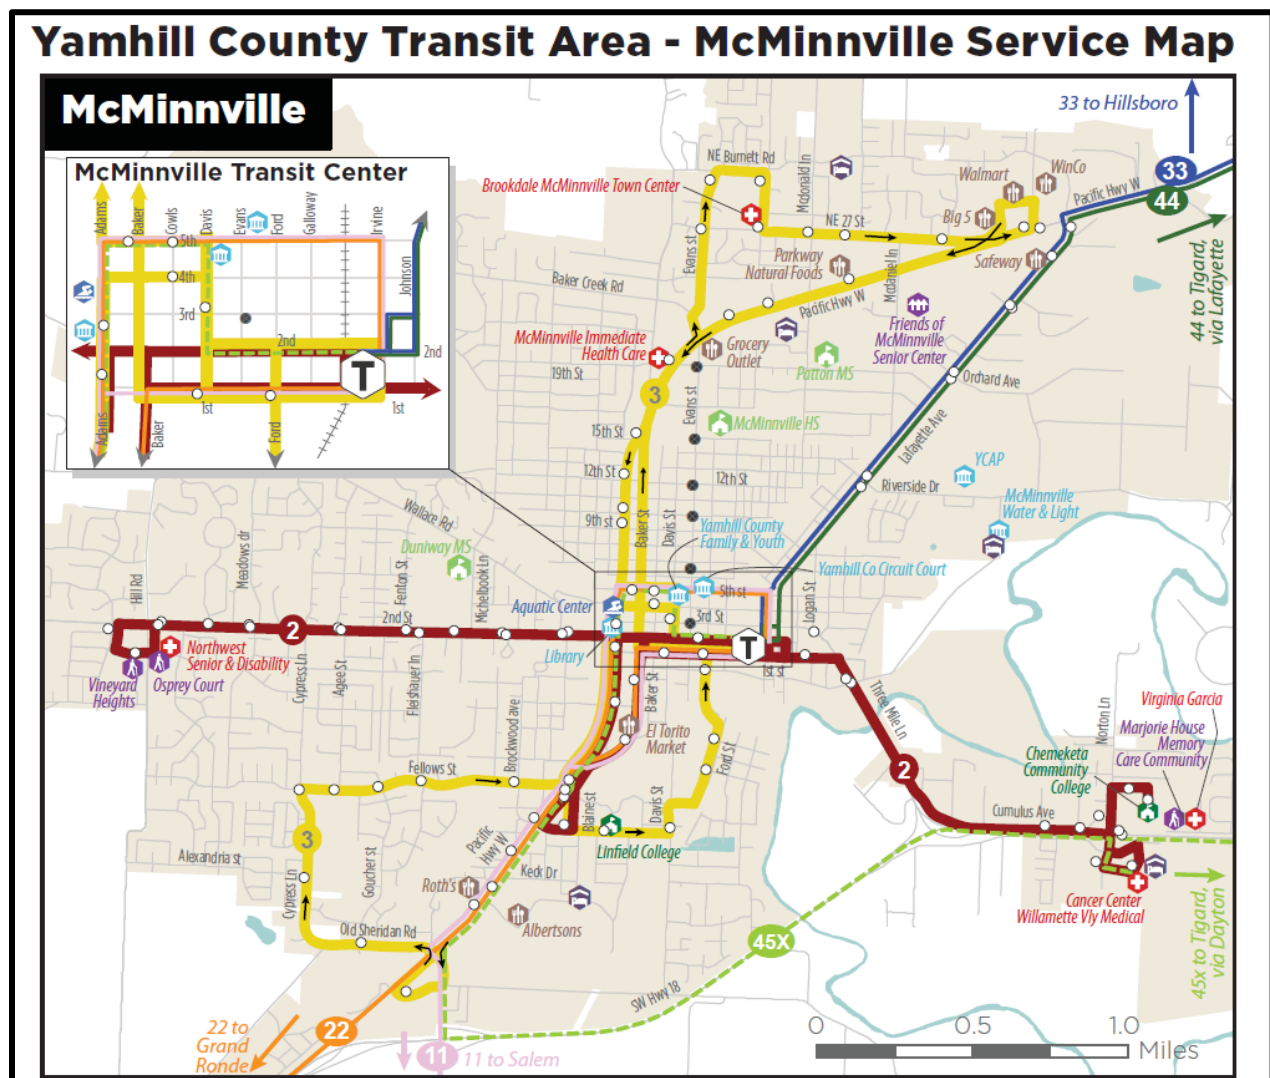 Yamhill County Transit Area - McMinnville Service Map
McMinnville
McMinnville Transit Center
Adams
Baker
Cowls
Davis
Evans
Ford
Galloway
Irvine
5th
4th
3rd
2nd
2nd
1st
1st
Johnson
Adams
Baker
Ford
T
33 to Hillsboro
33
44
Pacific Hwy W
44 to Tigard,
via Lafayette
NE Burnett Rd
Brookdale McMinnville Town Center
Mcdonald ln
Walmart
WinCo
Big 5
NE 27 St
Safeway
Evans st
Parkway
Natural Foods
Mcdaniel ln
Baker Creek Rd
Pacific Hwy W
Friends of
McMinnville
Senior Center
McMinnville Immediate
Health Care
Grocery
Outlet
Patton MS
19th St
3
Evans st
Orchard Ave
McMinnville HS
15th St
Lafayette Ave
12th St
12th St
YCAP
Riverside Dr
McMinnville
Water & Light
9th st
Baker St
Davis St
Yamhill County
Family & Youth
Wallace Rd
Duniway MS
Meadows dr
Fenton St
Michelbook Ln
Hill Rd
Yamhill Co Circuit Court
Aquatic Center
5th st
3rd St
Logan St
2
2nd St
T
Library
1st st
Northwest
Senior & Disability
Vineyard
Heights
Osprey Court
Cypress Ln
Agee St
Fleishauer ln
Brockwood ave
Baker St
El Torito
Market
Ford St
Three Mile Ln
2
Norton Ln
Virginia Garcia
Marjorie House
Memory
Care Community
Chemeketa
Community
College
Cumulus Ave
Fellows St
Blaine st
Davis St
Linfield College
3
Alexandria st
Goucher st
Cypress Ln
Pacific
Hwy W
Keck Dr
Roth's
Albertsons
Old Sheridan Rd
Cancer Center
Willamette Vly Medical
45X
45x to Tigard,
via Dayton
SW Hwy 18
22 to
Grand
Ronde
22
11
11 to Salem
0
0.5
1.0
Miles